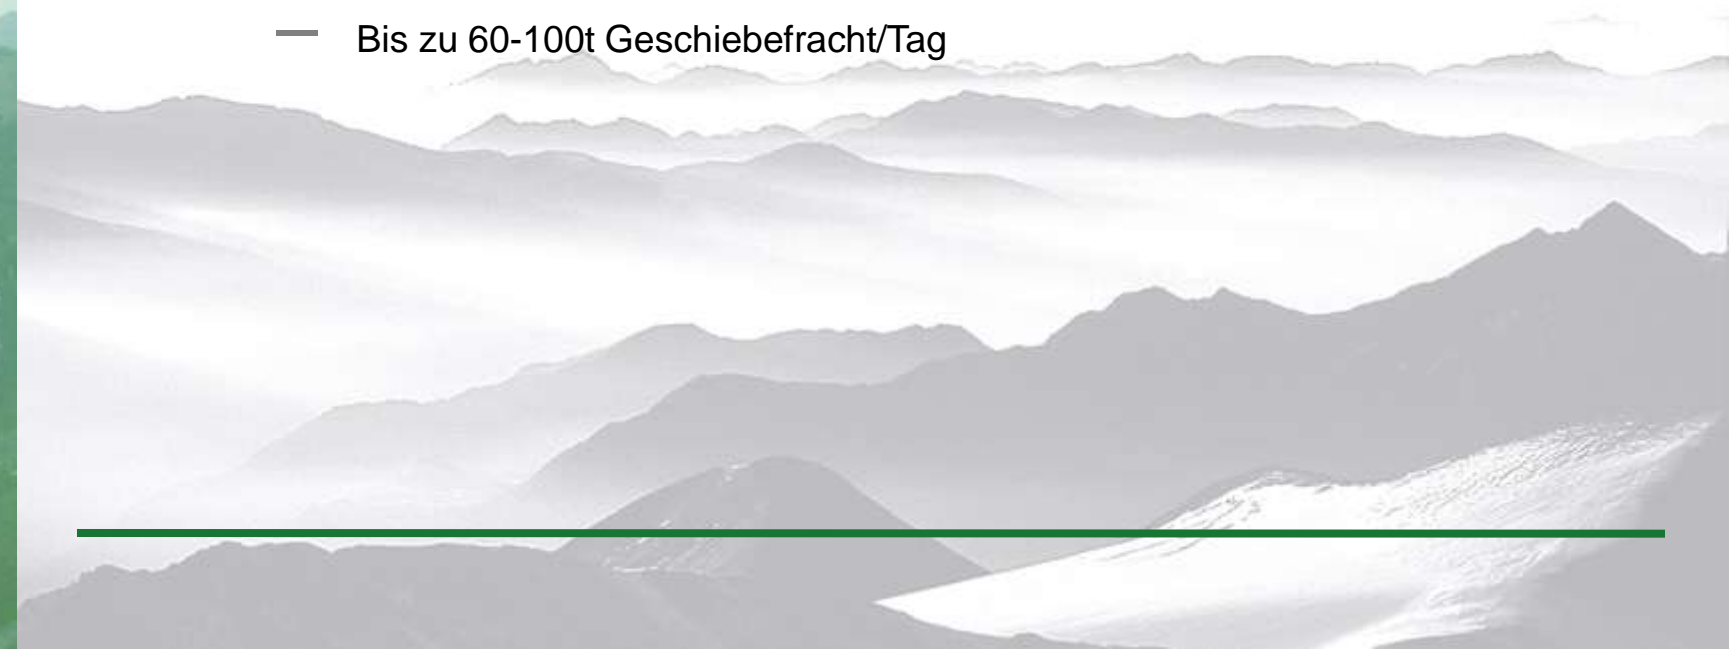 — Bis zu 60-100t Geschiebefracht/Tag